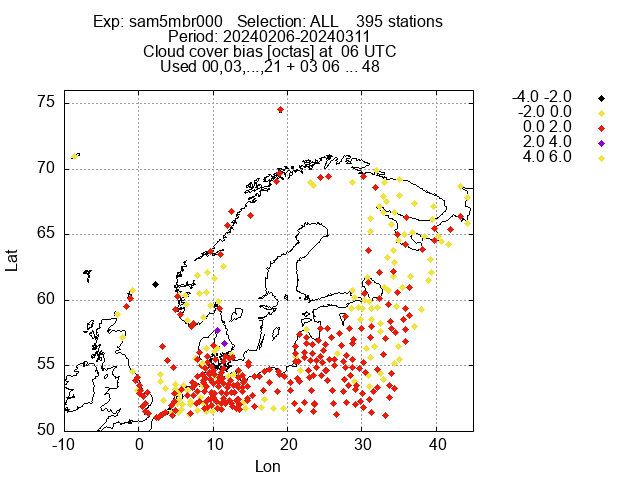 Exp: sam5mbr000   Selection: ALL    395 stations
Period: 20240206-20240311
Cloud cover bias [octas] at  06 UTC
Used 00,03,...,21 + 03 06 ... 48
-4.0 -2.0
-2.0 0.0
0.0 2.0
2.0 4.0
4.0 6.0
75
70
65
60
55
50
Lat
-10 0 10 20 30 40
Lon